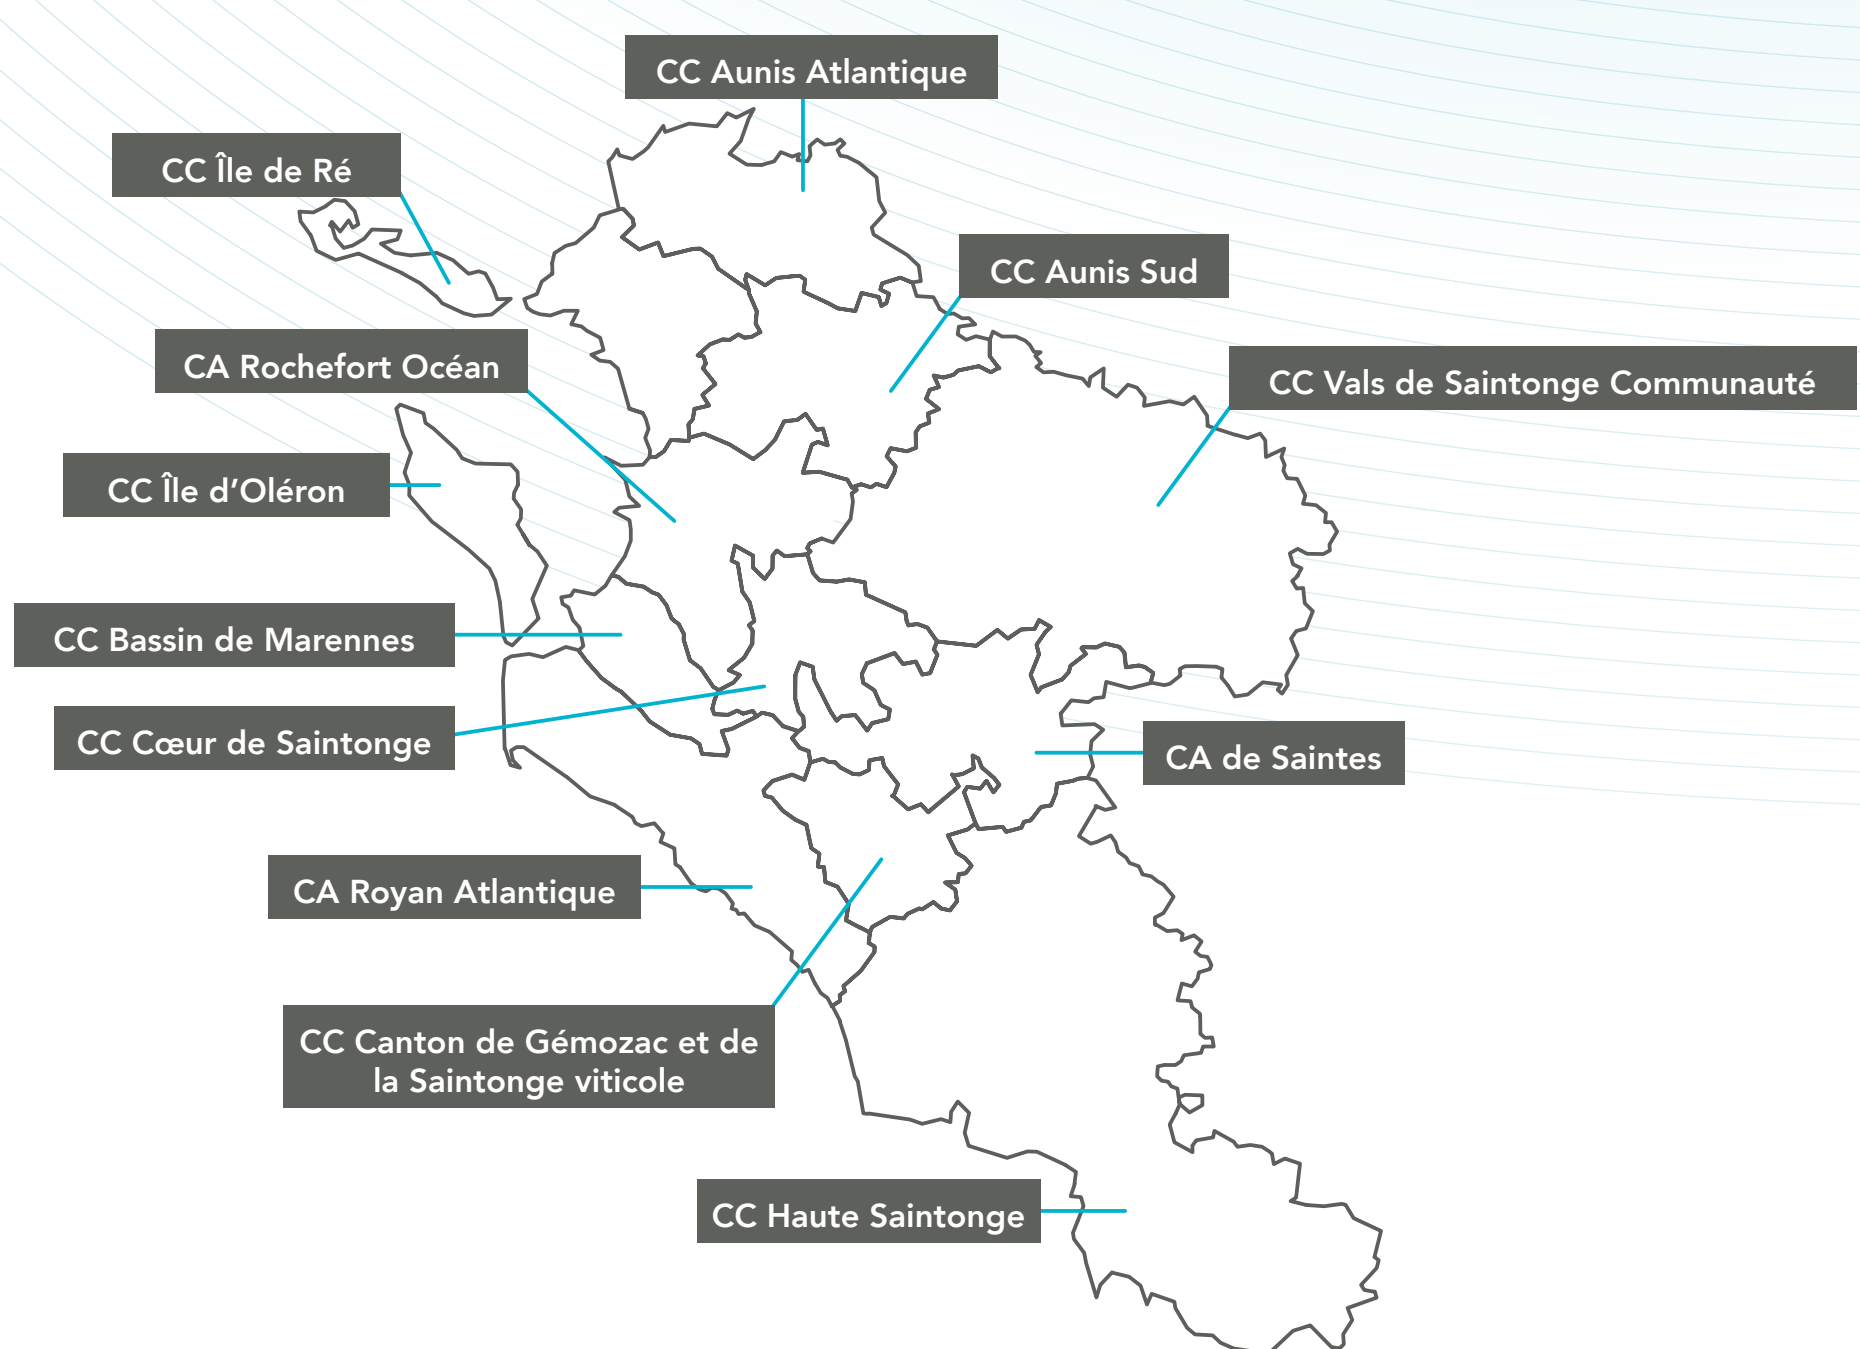 CC Aunis Atlantique
CC Île de Ré
CC Aunis Sud
CA Rochefort Océan
CC Vals de Saintonge Communauté
CC Île d’Oléron
CC Bassin de Marennes
CC Cœur de Saintonge
CA de Saintes
CA Royan Atlantique
CC Canton de Gémozac et de
la Saintonge viticole
CC Haute Saintonge